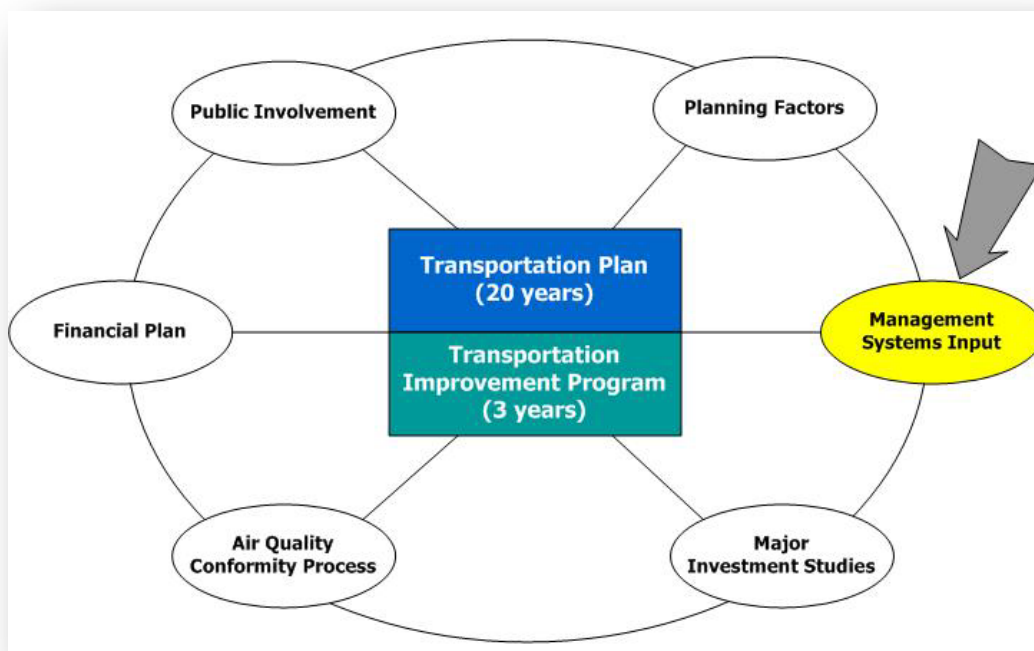 Public Involvement
Planning Factors
Transportation Plan
(20 years)
Financial Plan
Management
Systems Input
Transportation
Improvement Program
(3 years)
Air Quality
Conformity Process
Major
Investment Studies